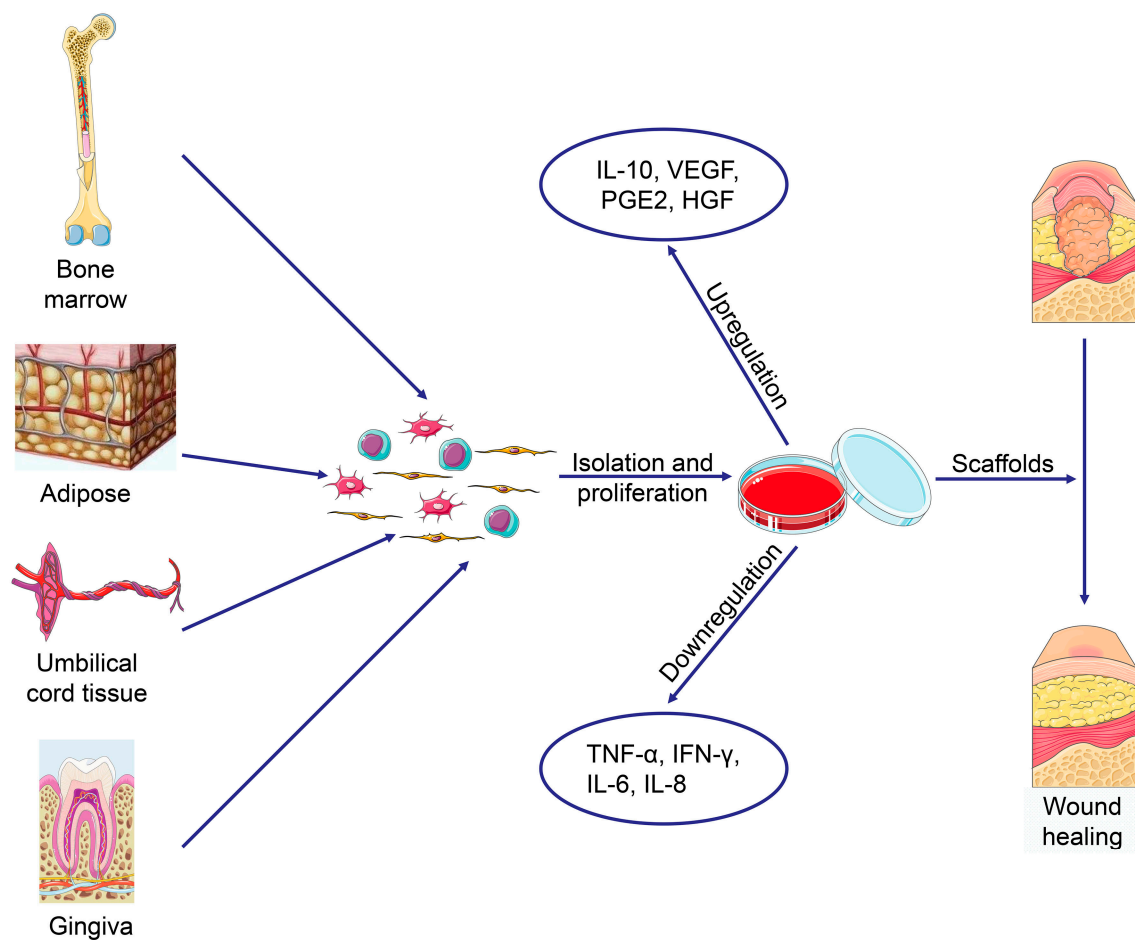 Bone
marrow
Adipose
Umbilical
cord tissue
Gingiva
Isolation and
proliferation
IL-10, VEGF,
PGE2, HGF
Upregulation
Downregulation
TNF-α, IFN-γ,
IL-6, IL-8
Scaffolds
Wound
healing